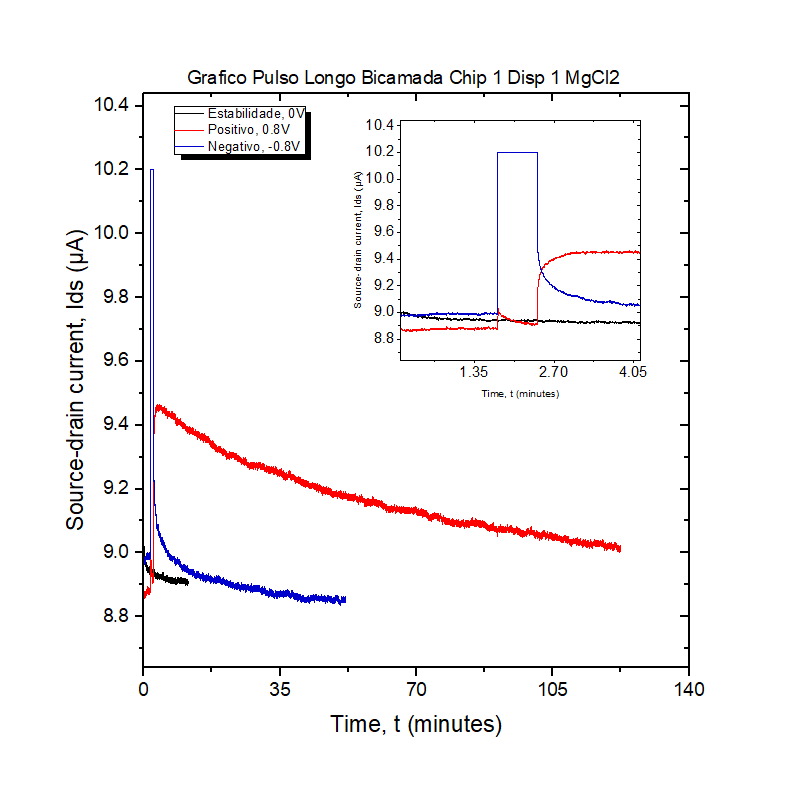 Grafico Pulso Longo Bicamada Chip 1 Disp 1 MgCl2
Estabilidade, 0V
Positivo, 0.8V
Negativo, -0.8V
10.4
10.2
10.0
9.8
9.6
9.4
9.2
9.0
8.8
Source-drain current, Ids (µA)
0 35 70 105 140
Time, t (minutes)
10.4
10.2
10.0
9.8
9.6
9.4
9.2
9.0
8.8
Source-drain current, Ids (µA)
1.35 2.70 4.05
Time, t (minutes)